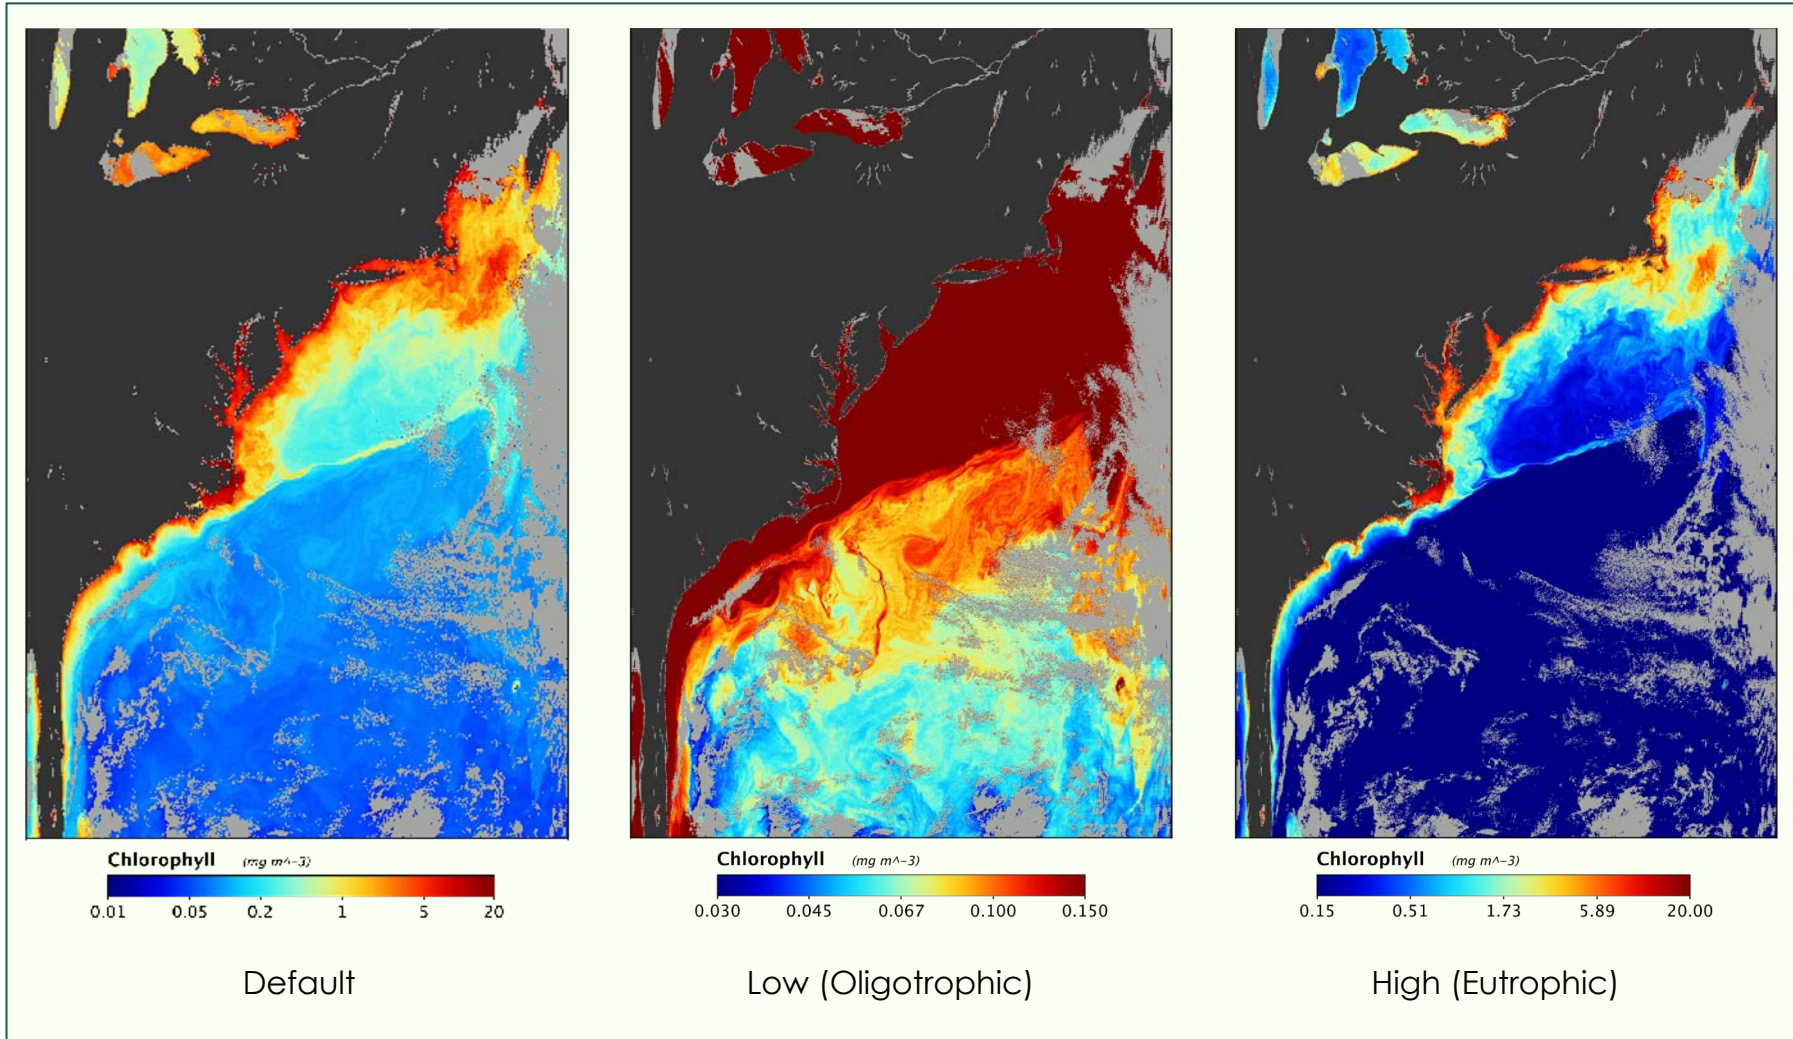 Chlorophyll (mg m^-3)
0.01 0.05 0.2 1 5 20
Default
Chlorophyll (mg m^-3)
0.030 0.045 0.067 0.100 0.150
Low (Oligotrophic)
Chlorophyll (mg m^-3)
0.15 0.51 1.73 5.89 20.00
High (Eutrophic)